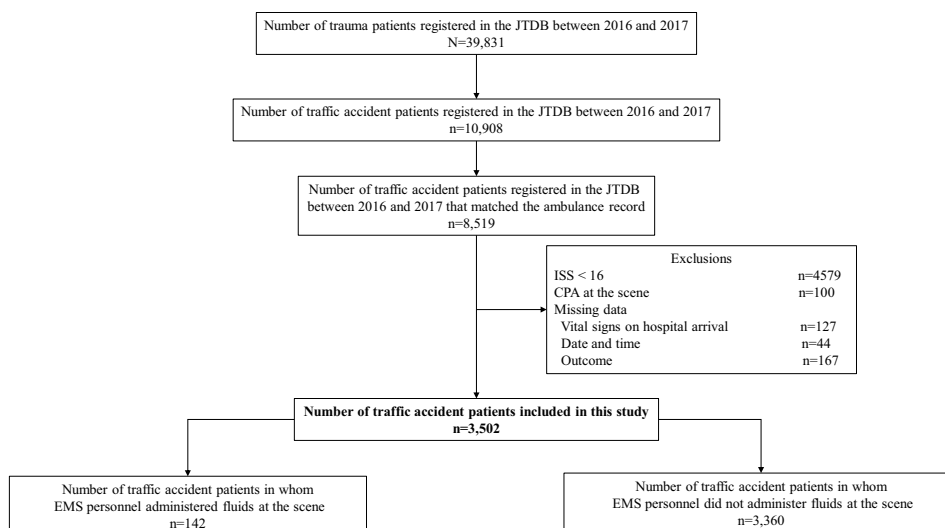 Number of trauma patients registered in the JTDB between 2016 and 2017
N=39,831
Number of traffic accident patients registered in the JTDB between 2016 and 2017
n=10,908
Number of traffic accident patients registered in the JTDB
between 2016 and 2017 that matched the ambulance record
n=8,519
Exclusions
ISS < 16 n=4579
CPA at the scene n=100
Missing data
Vital signs on hospital arrival n=127
Date and time n=44
Outcome n=167
Number of traffic accident patients included in this study
n=3,502
Number of traffic accident patients in whom
EMS personnel administered fluids at the scene
n=142
Number of traffic accident patients in whom
EMS personnel did not administer fluids at the scene
n=3,360